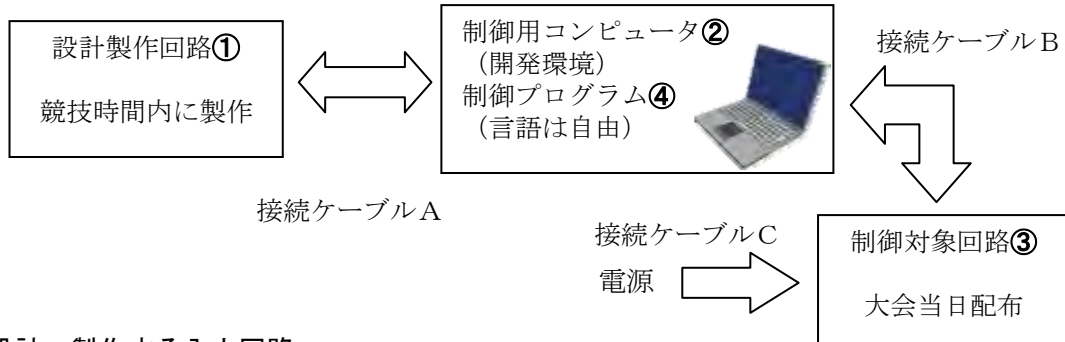 設計製作回路①
競技時間内に製作
制御用コンピュータ②
(開発環境)
制御プログラム④
(言語は自由)
接続ケーブルB
接続ケーブルA
接続ケーブルC
電源
制御対象回路③
大会当日配布